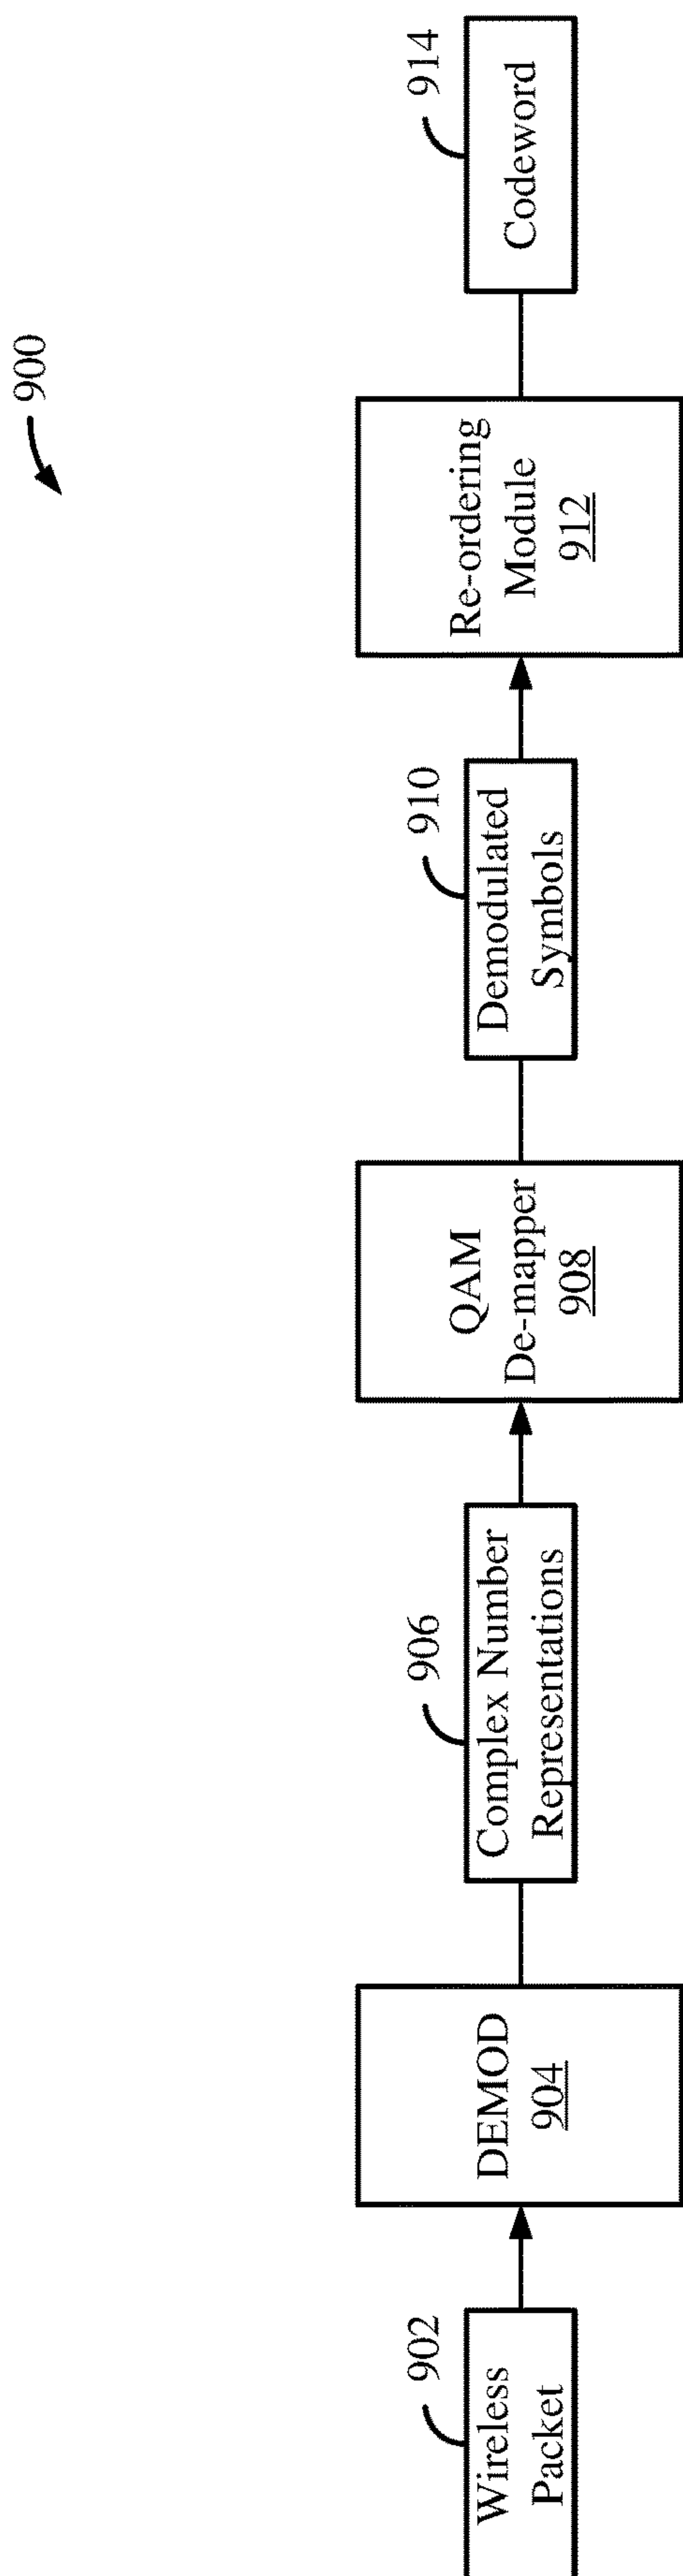 900
902
Wireless
Packet
DEMOD
904
906
Complex Number
Representations
QAM
De-mapper
908
910
Demodulated
Symbols
Re-ordering
Module
912
914
Codeword